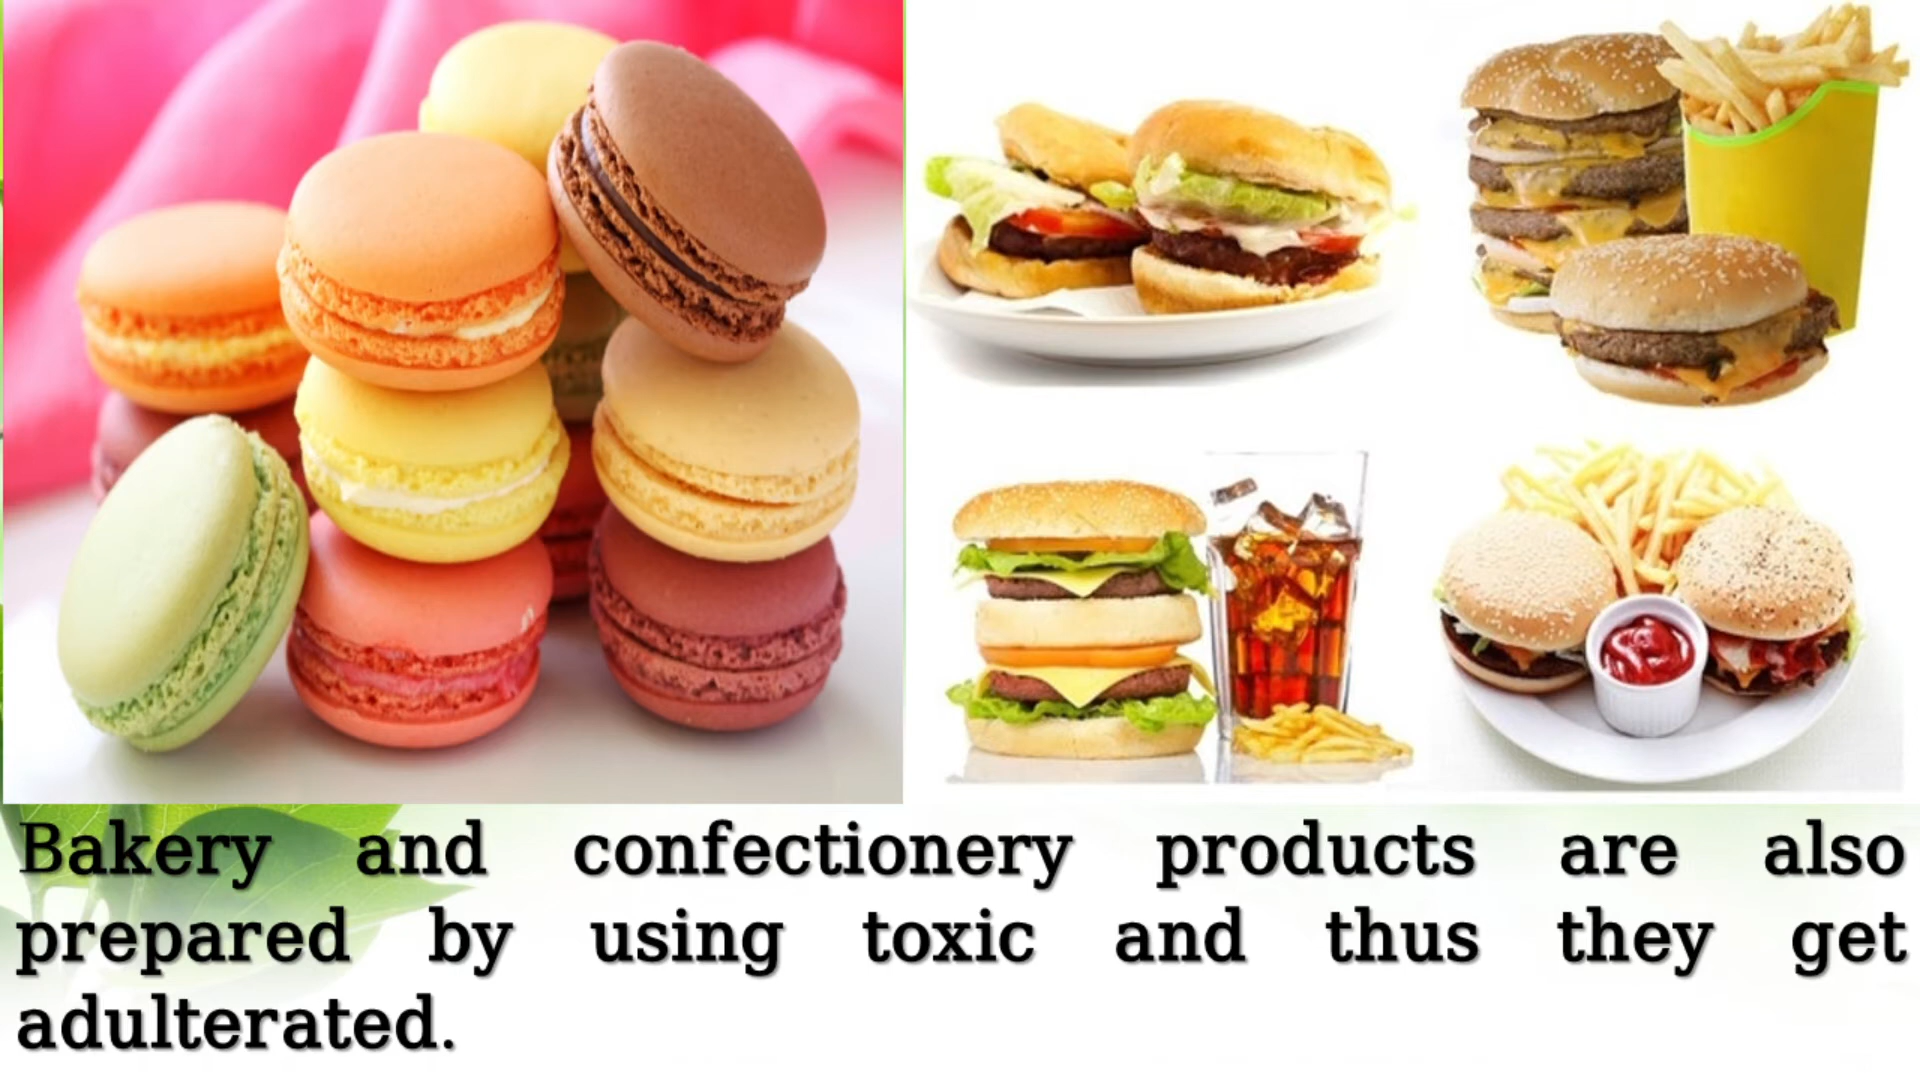 Bakery and confectionery products are also
prepared by using toxic and thus they get
adulterated.